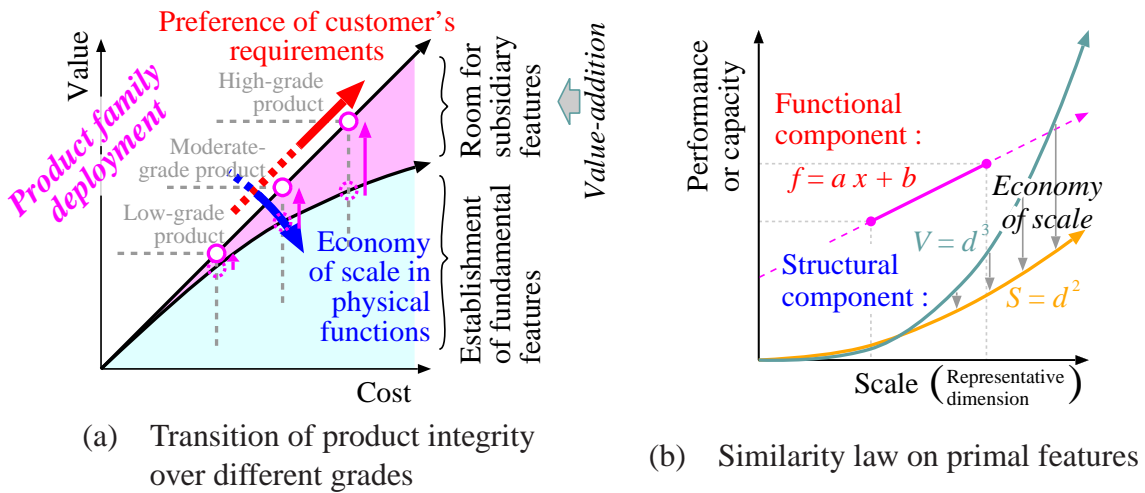 Preference of customer's
requirements
Value
Product family
deployment
High-grade
product
Moderate-
grade product
Low-grade
product
Economy
of scale in
physical
functions
Cost
Room for
subsidiary
features
Establishment
of fundamental
features
Value-addition
(a) Transition of product integrity
over different grades
Performance
or capacity
Functional
component :
f = a x + b
Structural
component :
V = d³
S = d²
Economy
of scale
Scale (Representative
dimension)
(b) Similarity law on primal features